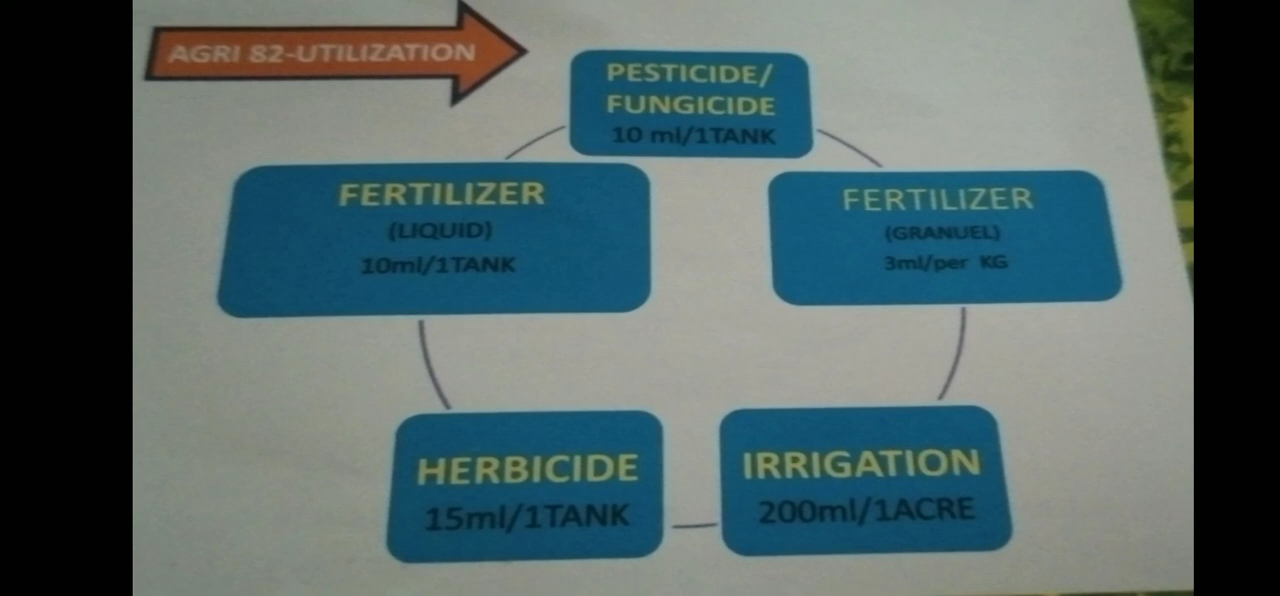 AGRI 82-UTILIZATION
PESTICIDE/
FUNGICIDE
10 ml/1TANK
FERTILIZER
(LIQUID)
10ml/1TANK
FERTILIZER
(GRANUEL)
3ml/per KG
HERBICIDE
15ml/1TANK
IRRIGATION
200ml/1ACRE